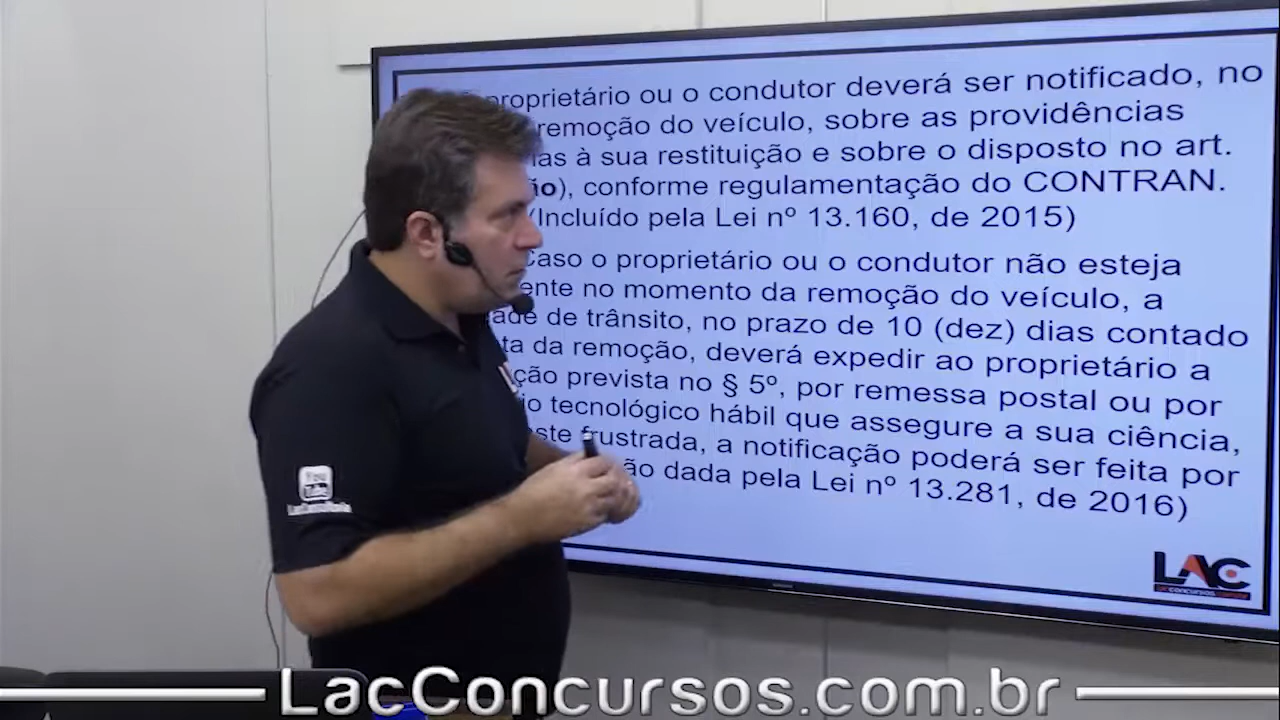 proprietário ou o condutor deverá ser notificado, no
remoção do veículo, sobre as providências
à sua restituição e sobre o disposto no art.
conforme regulamentação do CONTRAN.
(Incluído pela Lei nº 13.160, de 2015)
Caso o proprietário ou o condutor não esteja
no momento da remoção do veículo, a
de trânsito, no prazo de 10 (dez) dias contado
da remoção, deverá expedir ao proprietário a
prevista no § 5º, por remessa postal ou por
tecnológico hábil que assegure a sua ciência,
frustrada, a notificação poderá ser feita por
dada pela Lei nº 13.281, de 2016)
LAC
You
Tube
LacConcursos.com.br